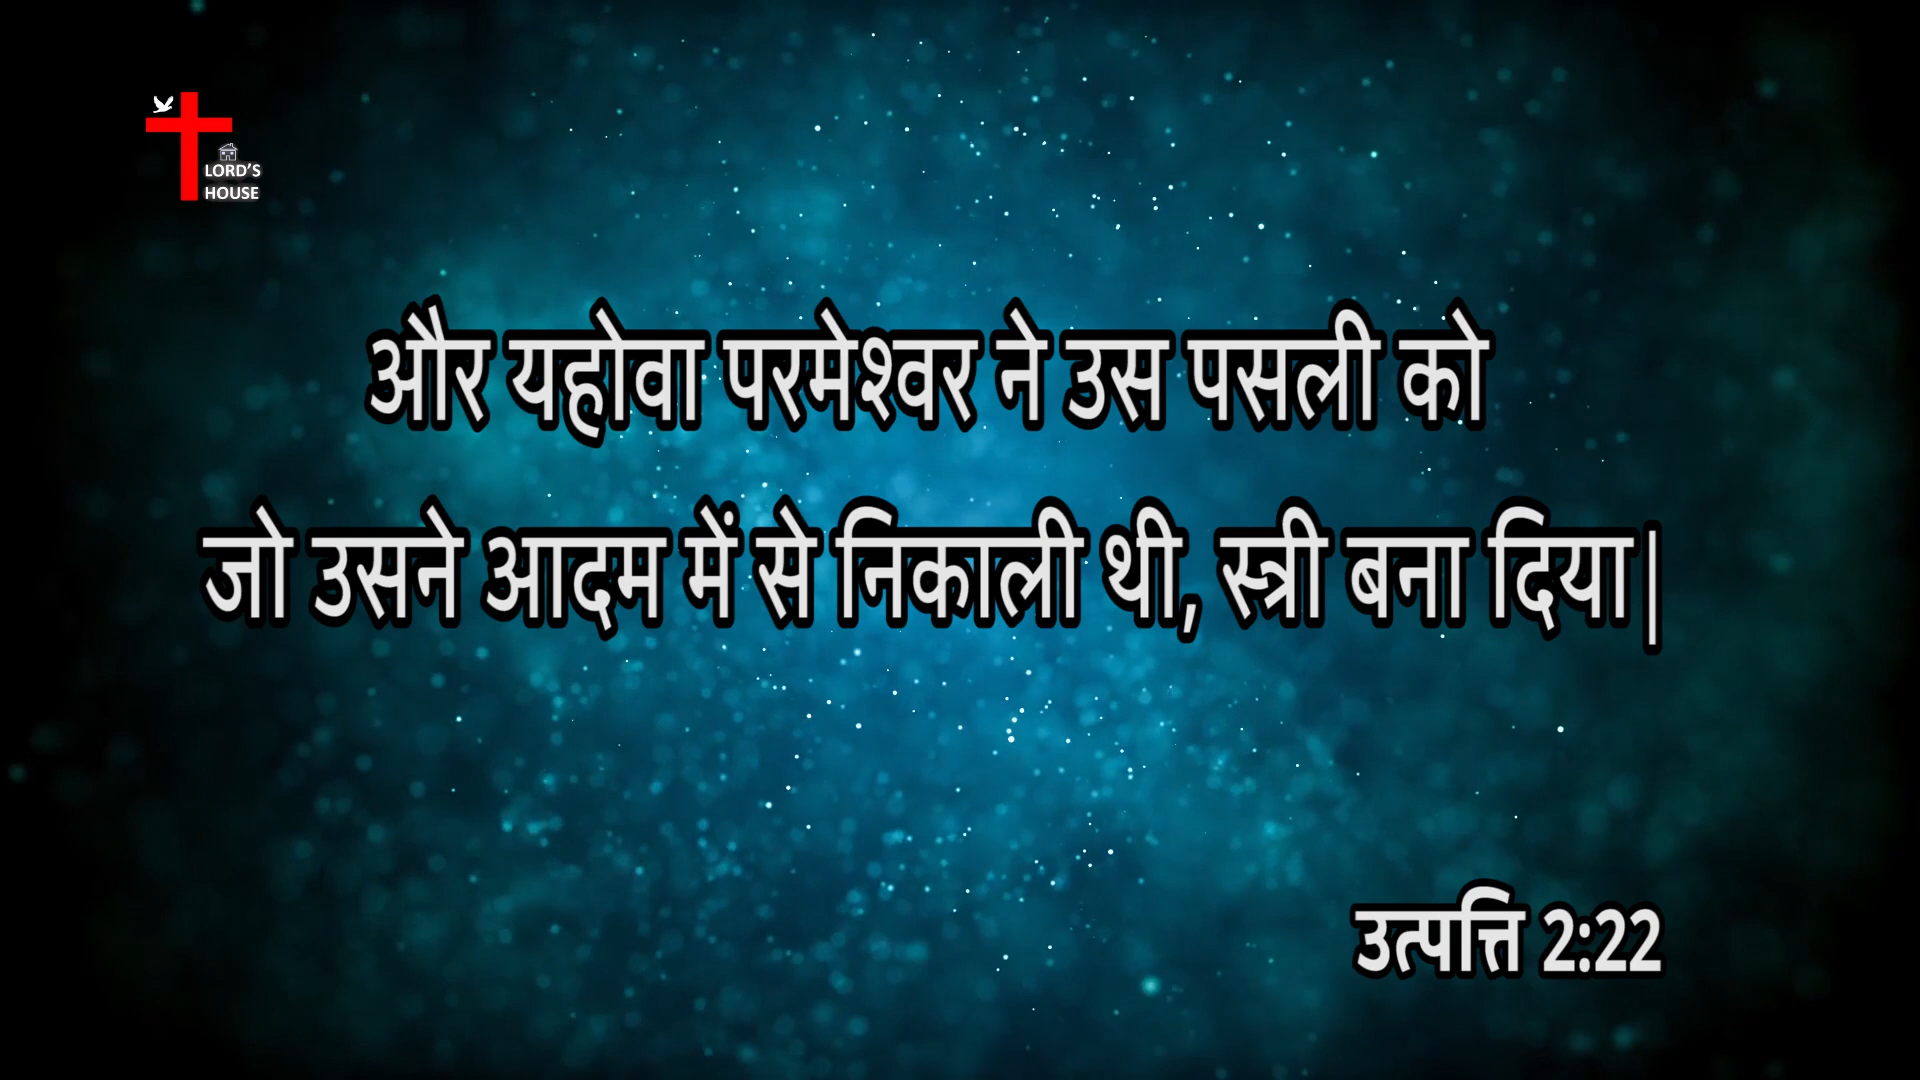 LORD'S
HOUSE
और यहोवा परमेश्वर ने उस पसली को
जो उसने आदम में से निकाली थी, स्त्री बना दिया|
उत्पत्ति 2:22